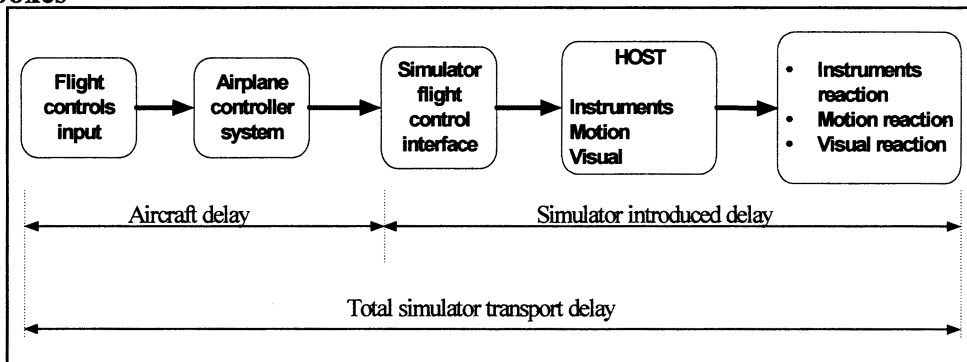 Flight
controls
input
Airplane
controller
system
Simulator
flight
control
interface
HOST
Instruments
Motion
Visual
• Instruments
reaction
• Motion reaction
• Visual reaction
Aircraft delay
Simulator introduced delay
Total simulator transport delay